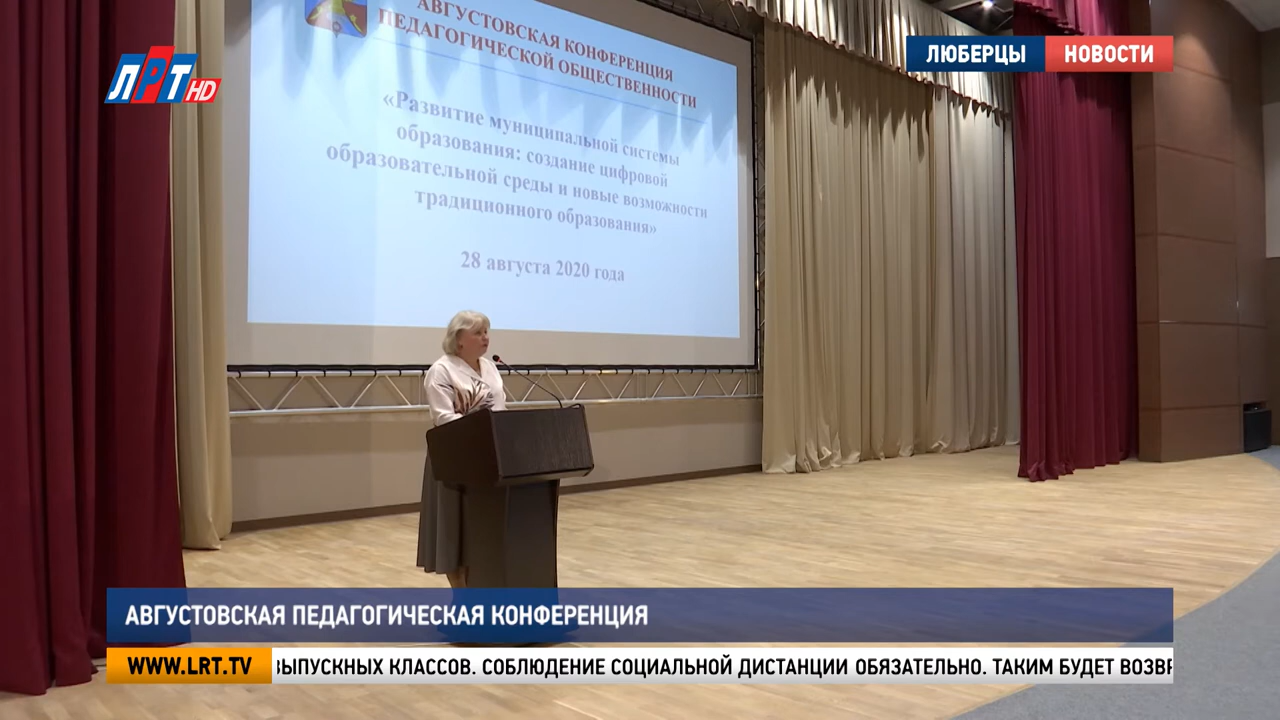 АВГУСТОВСКАЯ КОНФЕРЕНЦИЯ
ПЕДАГОГИЧЕСКОЙ ОБЩЕСТВЕННОСТИ
«Развитие муниципальной системы
образования: создание цифровой
образовательной среды и новые возможности
традиционного образования»
28 августа 2020 года
ЛРТ HD
ЛЮБЕРЦЫ НОВОСТИ
АВГУСТОВСКАЯ ПЕДАГОГИЧЕСКАЯ КОНФЕРЕНЦИЯ
WWW.LRT.TV ВЫПУСКНЫХ КЛАССОВ. СОБЛЮДЕНИЕ СОЦИАЛЬНОЙ ДИСТАНЦИИ ОБЯЗАТЕЛЬНО. ТАКИМ БУДЕТ ВОЗВ